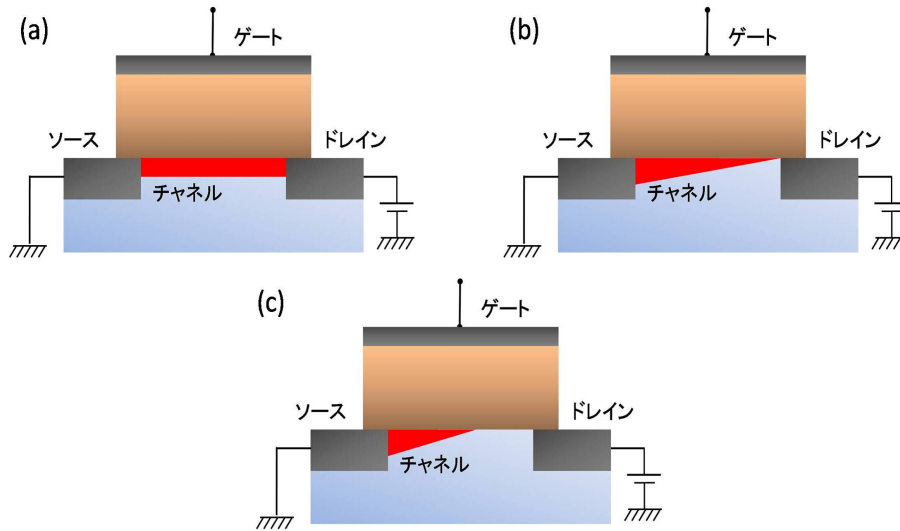 (a)
ゲート
ソース
ドレイン
チャネル
(b)
ゲート
ソース
ドレイン
チャネル
(c)
ゲート
ソース
ドレイン
チャネル